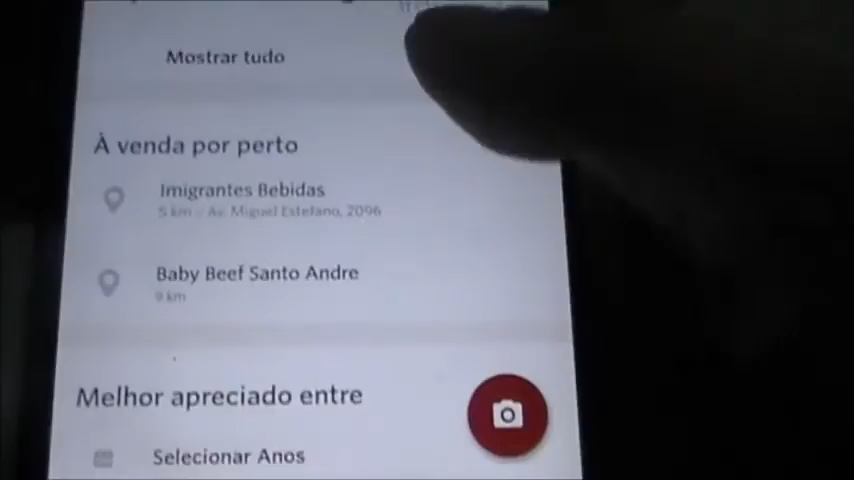 Mostrar tudo
À venda por perto
Imigrantes Bebidas
5 km - Av. Miguel Estefano, 2096
Baby Beef Santo Andre
9 km
Melhor apreciado entre
Selecionar Anos